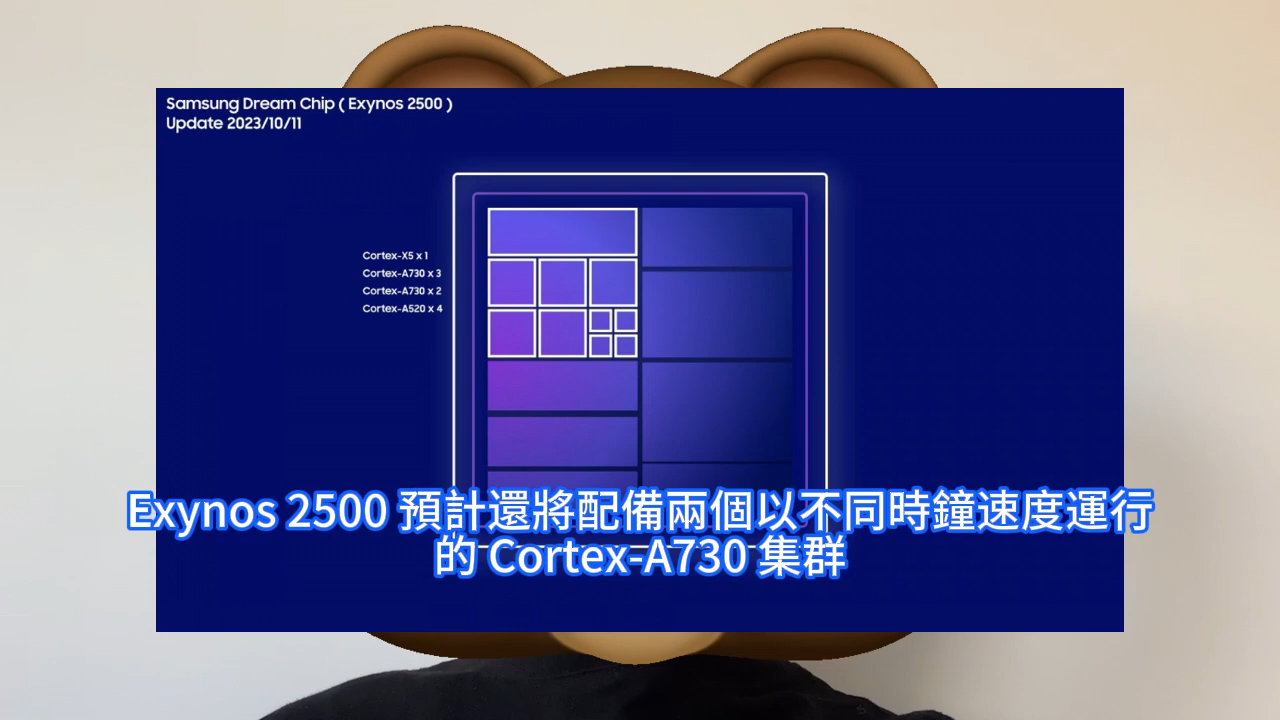 Samsung Dream Chip ( Exynos 2500 )
Update 2023/10/11
Cortex-X5 x 1
Cortex-A730 x 3
Cortex-A730 x 2
Cortex-A520 x 4
Exynos 2500 預計還將配備兩個以不同時鐘速度運行
的 Cortex-A730 集群